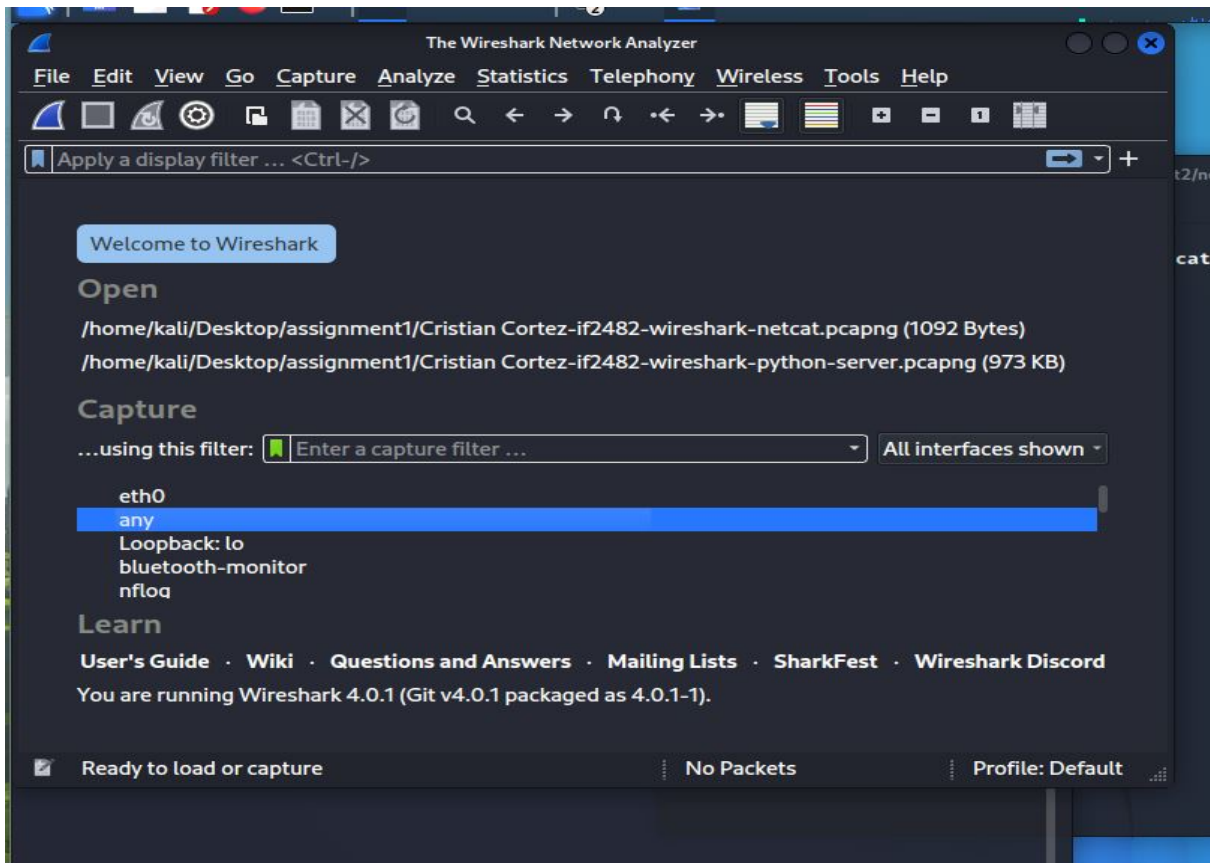 2
The Wireshark Network Analyzer
File Edit View Go Capture Analyze Statistics Telephony Wireless Tools Help
1
Apply a display filter … <Ctrl-/>
+
t2/n
Welcome to Wireshark
cat
Open
/home/kali/Desktop/assignment1/Cristian Cortez-if2482-wireshark-netcat.pcapng (1092 Bytes)
/home/kali/Desktop/assignment1/Cristian Cortez-if2482-wireshark-python-server.pcapng (973 KB)
Capture
…using this filter: Enter a capture filter … All interfaces shown
eth0
any
Loopback: lo
bluetooth-monitor
nflog
Learn
User's Guide · Wiki · Questions and Answers · Mailing Lists · SharkFest · Wireshark Discord
You are running Wireshark 4.0.1 (Git v4.0.1 packaged as 4.0.1-1).
Ready to load or capture No Packets Profile: Default